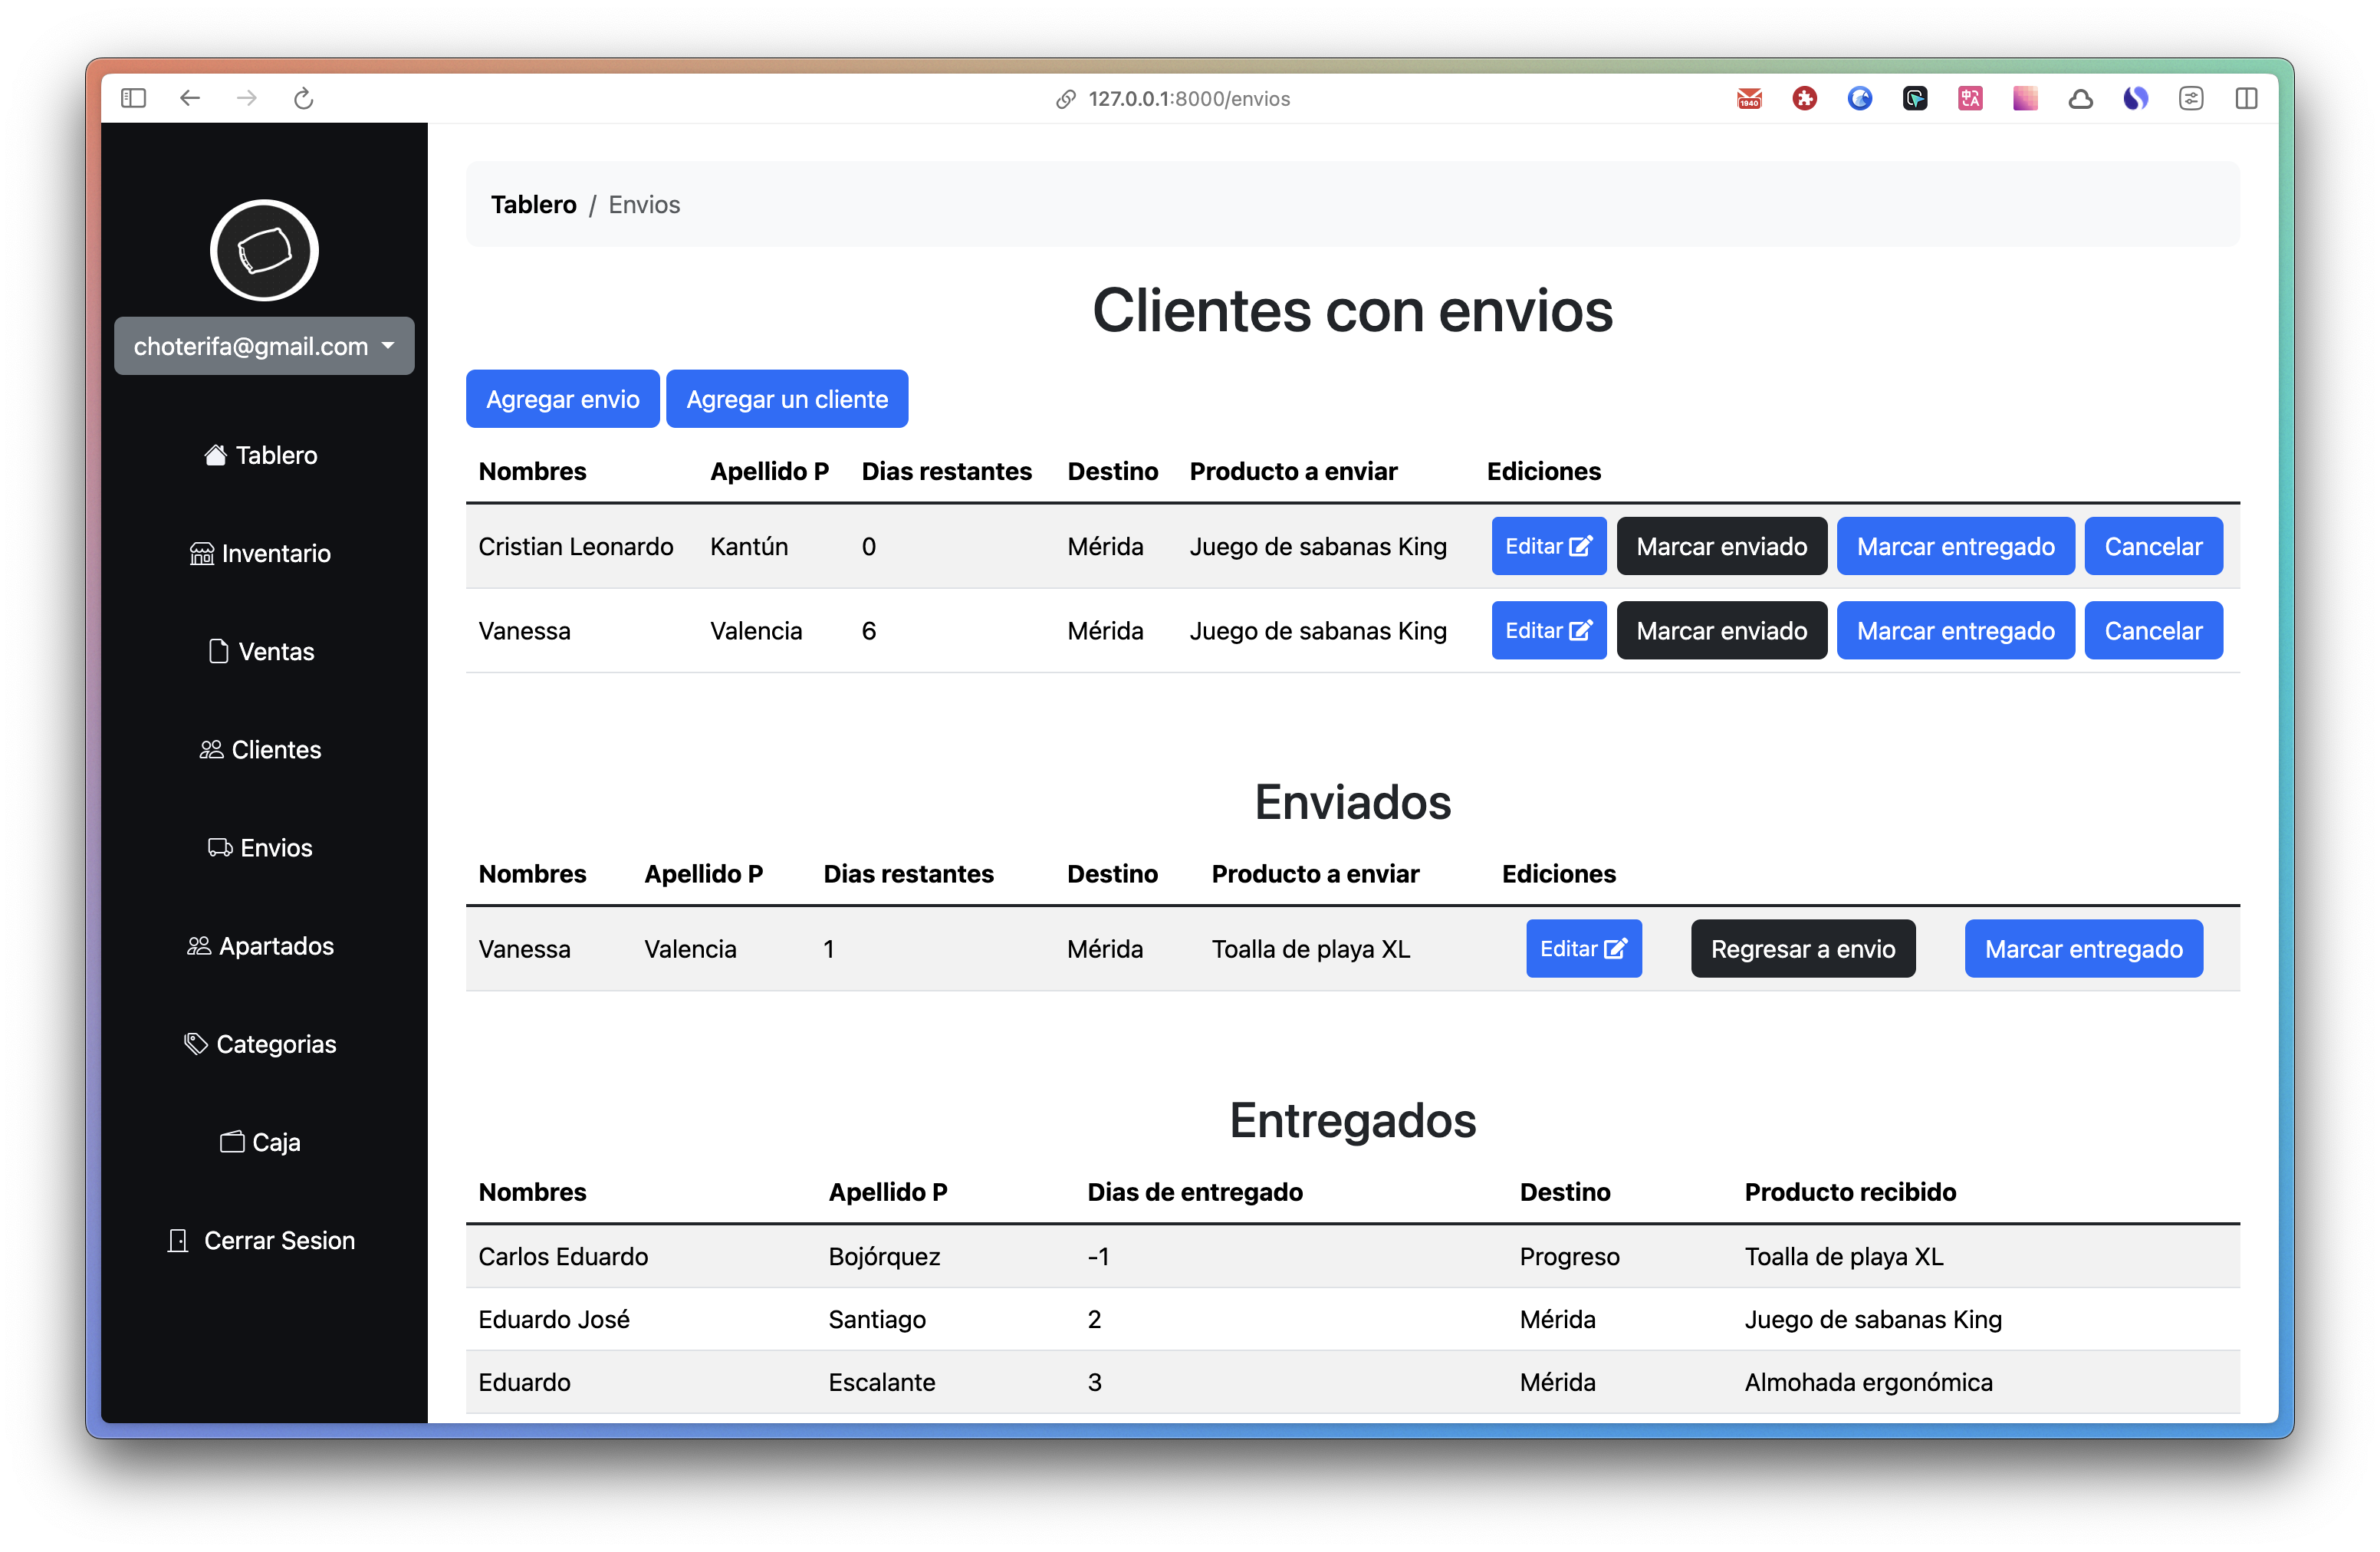 127.0.0.1:8000/envios
1940
choterifa@gmail.com
Tablero
Inventario
Ventas
Clientes
Envios
Apartados
Categorias
Caja
Cerrar Sesion
Tablero / Envios
Clientes con envios
Agregar envio Agregar un cliente
Nombres Apellido P Dias restantes Destino Producto a enviar Ediciones
Cristian Leonardo Kantún 0 Mérida Juego de sabanas King Editar Marcar enviado Marcar entregado Cancelar
Vanessa Valencia 6 Mérida Juego de sabanas King Editar Marcar enviado Marcar entregado Cancelar
Enviados
Nombres Apellido P Dias restantes Destino Producto a enviar Ediciones
Vanessa Valencia 1 Mérida Toalla de playa XL Editar Regresar a envio Marcar entregado
Entregados
Nombres Apellido P Dias de entregado Destino Producto recibido
Carlos Eduardo Bojórquez -1 Progreso Toalla de playa XL
Eduardo José Santiago 2 Mérida Juego de sabanas King
Eduardo Escalante 3 Mérida Almohada ergonómica